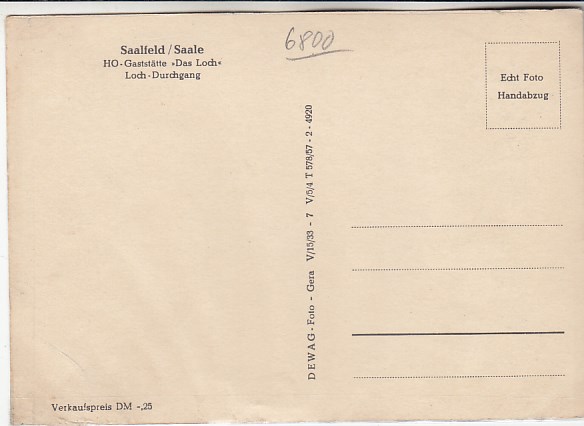 Saalfeld/Saale
HO-Gaststätte »Das Loch«
Loch-Durchgang
6800
Echt Foto
Handabzug
DEWAG-Foto - Gera V/15/33 - 7 V/5/4 T 578/57 - 2 - 4920
Verkaufspreis DM -,25